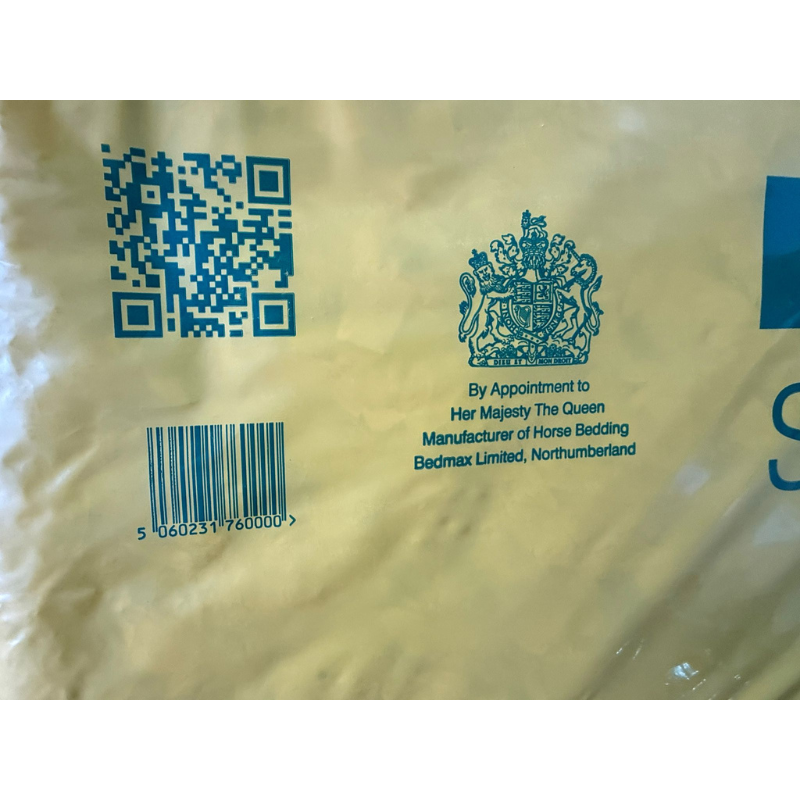 DIEU ET MON DROIT
By Appointment to
Her Majesty The Queen
Manufacturer of Horse Bedding
Bedmax Limited, Northumberland
5 060231 760000 >
S